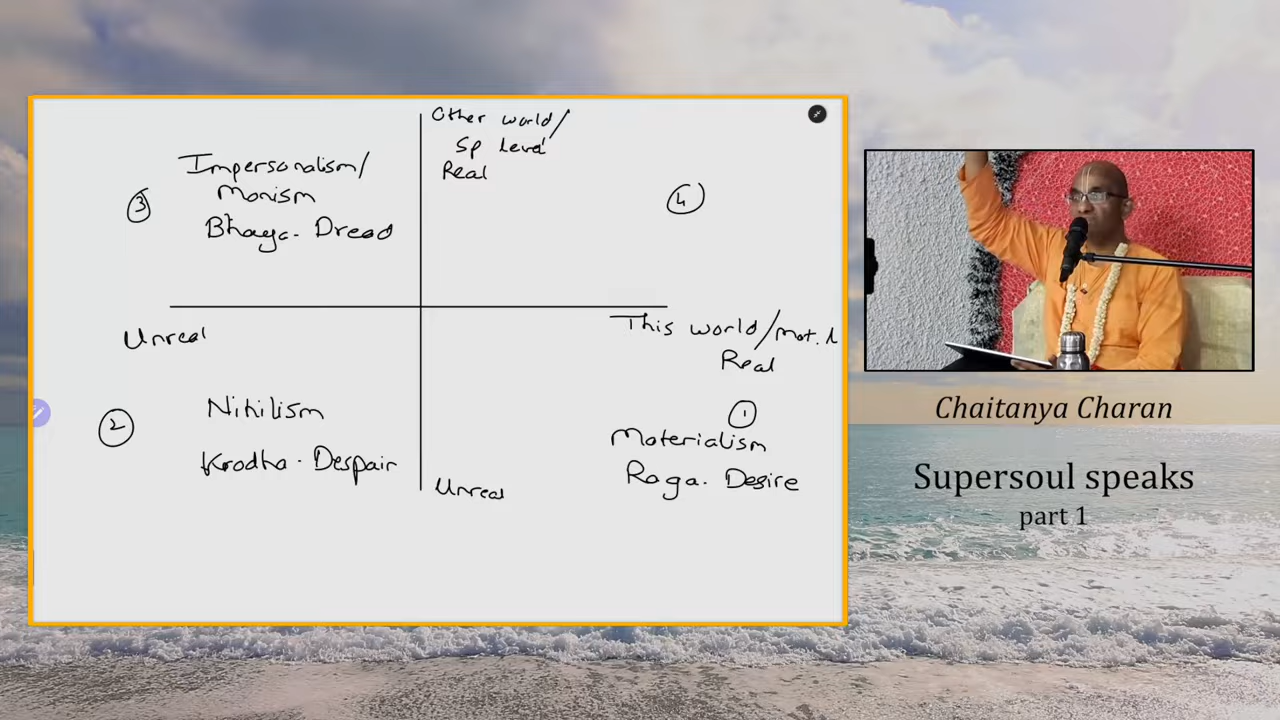 Other world/
Sp level
Real
Impersonalism/
Monism
Bhaya - Dread
3
4
Unreal
This world/mat. l
Real
2
Nihilism
Krodha - Despair
1
Materialism
Raga - Desire
Unreal
Chaitanya Charan
Supersoul speaks
part 1